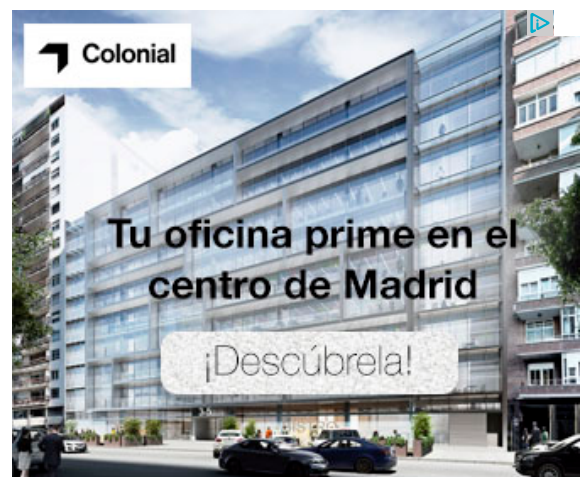 Colonial
Tu oficina prime en el
centro de Madrid
¡Descúbrela!